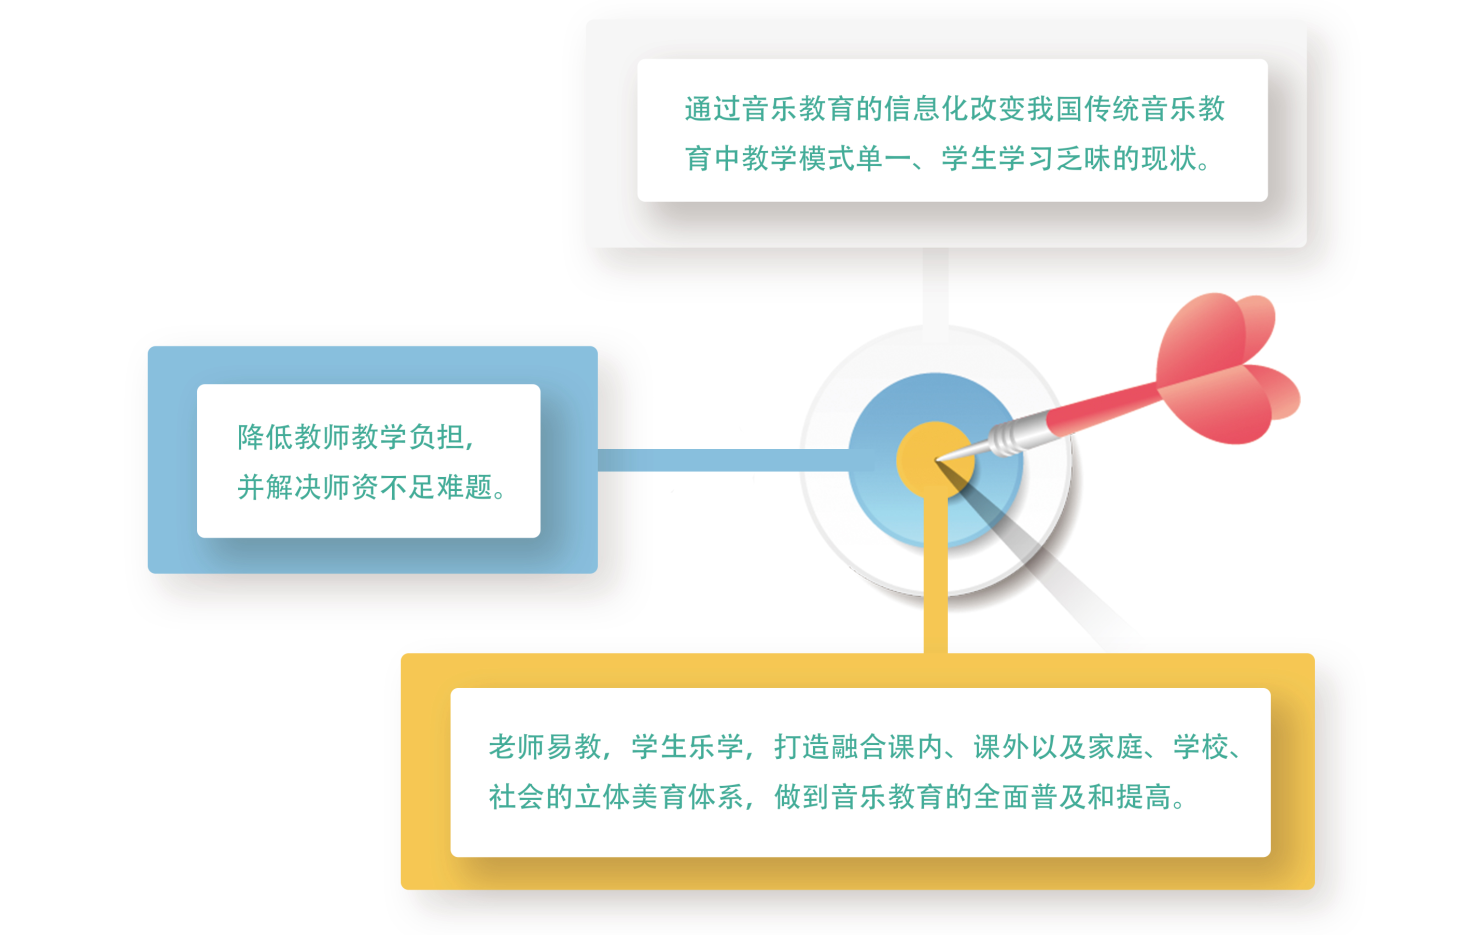 通过音乐教育的信息化改变我国传统音乐教
育中教学模式单一、学生学习乏味的现状。
降低教师教学负担，
并解决师资不足难题。
老师易教，学生乐学，打造融合课内、课外以及家庭、学校、
社会的立体美育体系，做到音乐教育的全面普及和提高。